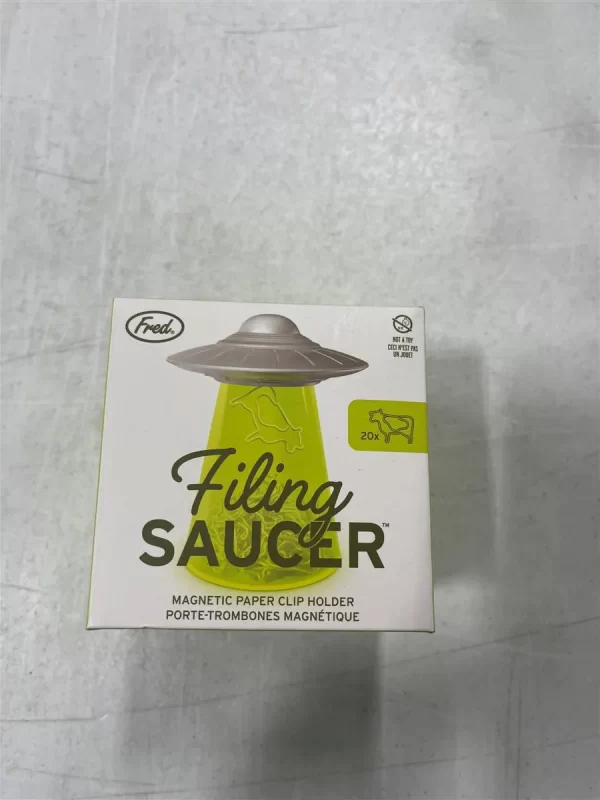 Fred.
NOT A TOY
CECI N'EST PAS
UN JOUET
20x
Filing
SAUCER™
MAGNETIC PAPER CLIP HOLDER
PORTE-TROMBONES MAGNÉTIQUE